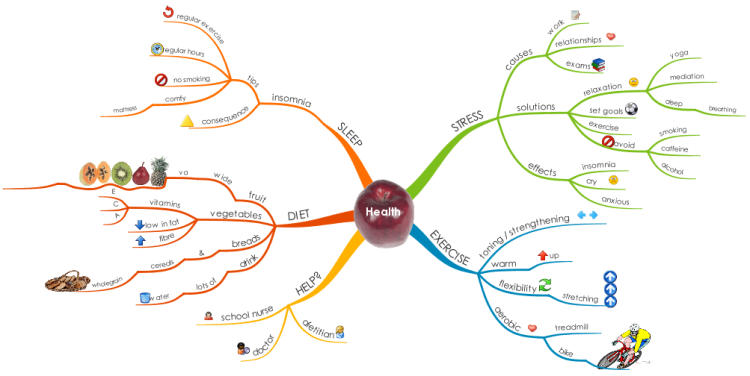 Health
SLEEP
insomnia
tips
regular exercise
egular hours
no smoking
comfy
mattress
consequence
STRESS
causes
work
relationships
exams
solutions
relaxation
yoga
mediation
deep
breathing
set goals
exercise
avoid
smoking
caffeine
alcohol
effects
insomnia
cry
anxious
EXERCISE
toning / strengthening
warm
up
flexibility
stretching
aerobic
treadmill
bike
HELP?
school nurse
doctor
dietitian
DIET
fruit
wide
va
vegetables
vitamins
E
C
A
low in fat
fibre
breads
&
cereals
wholegrain
drink
lots of
water